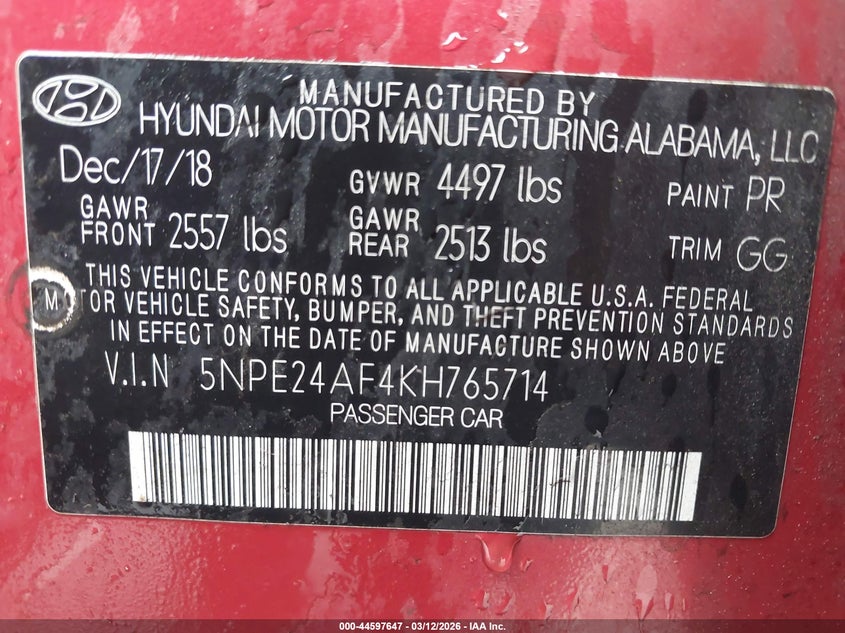 MANUFACTURED BY
HYUNDAI MOTOR MANUFACTURING ALABAMA, LLC
Dec/17/18 GVWR 4497 lbs PAINT PR
GAWR FRONT 2557 lbs GAWR REAR 2513 lbs TRIM GG
THIS VEHICLE CONFORMS TO ALL APPLICABLE U.S.A. FEDERAL
MOTOR VEHICLE SAFETY, BUMPER, AND THEFT PREVENTION STANDARDS
IN EFFECT ON THE DATE OF MANUFACTURE SHOWN ABOVE
V.I.N 5NPE24AF4KH765714
PASSENGER CAR
000-44597647 — 03/12/2026 — IAA Inc.